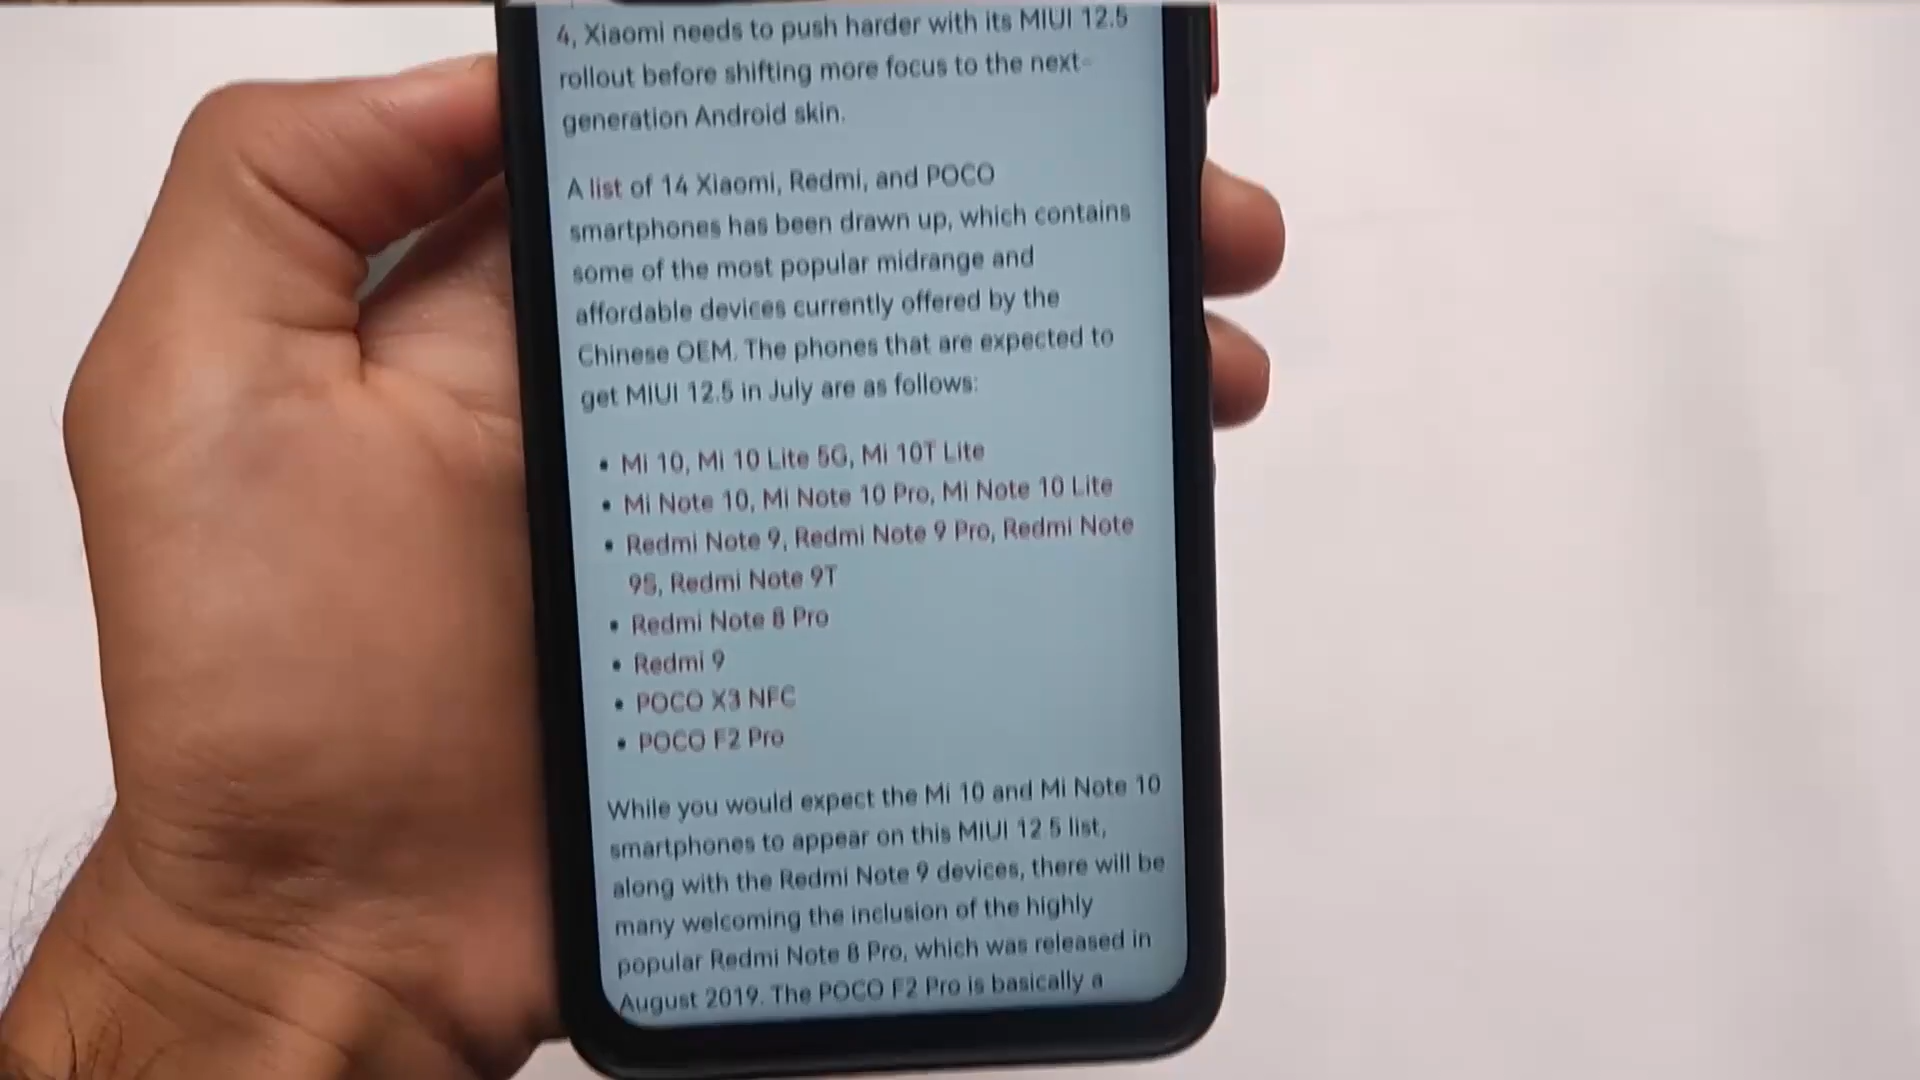 4, Xiaomi needs to push harder with its MIUI 12.5
rollout before shifting more focus to the next-
generation Android skin.
A list of 14 Xiaomi, Redmi, and POCO
smartphones has been drawn up, which contains
some of the most popular midrange and
affordable devices currently offered by the
Chinese OEM. The phones that are expected to
get MIUI 12.5 in July are as follows:
• Mi 10, Mi 10 Lite 5G, Mi 10T Lite
• Mi Note 10, Mi Note 10 Pro, Mi Note 10 Lite
• Redmi Note 9, Redmi Note 9 Pro, Redmi Note
9S, Redmi Note 9T
• Redmi Note 8 Pro
• Redmi 9
• POCO X3 NFC
• POCO F2 Pro
While you would expect the Mi 10 and Mi Note 10
smartphones to appear on this MIUI 12.5 list,
along with the Redmi Note 9 devices, there will be
many welcoming the inclusion of the highly
popular Redmi Note 8 Pro, which was released in
August 2019. The POCO F2 Pro is basically a